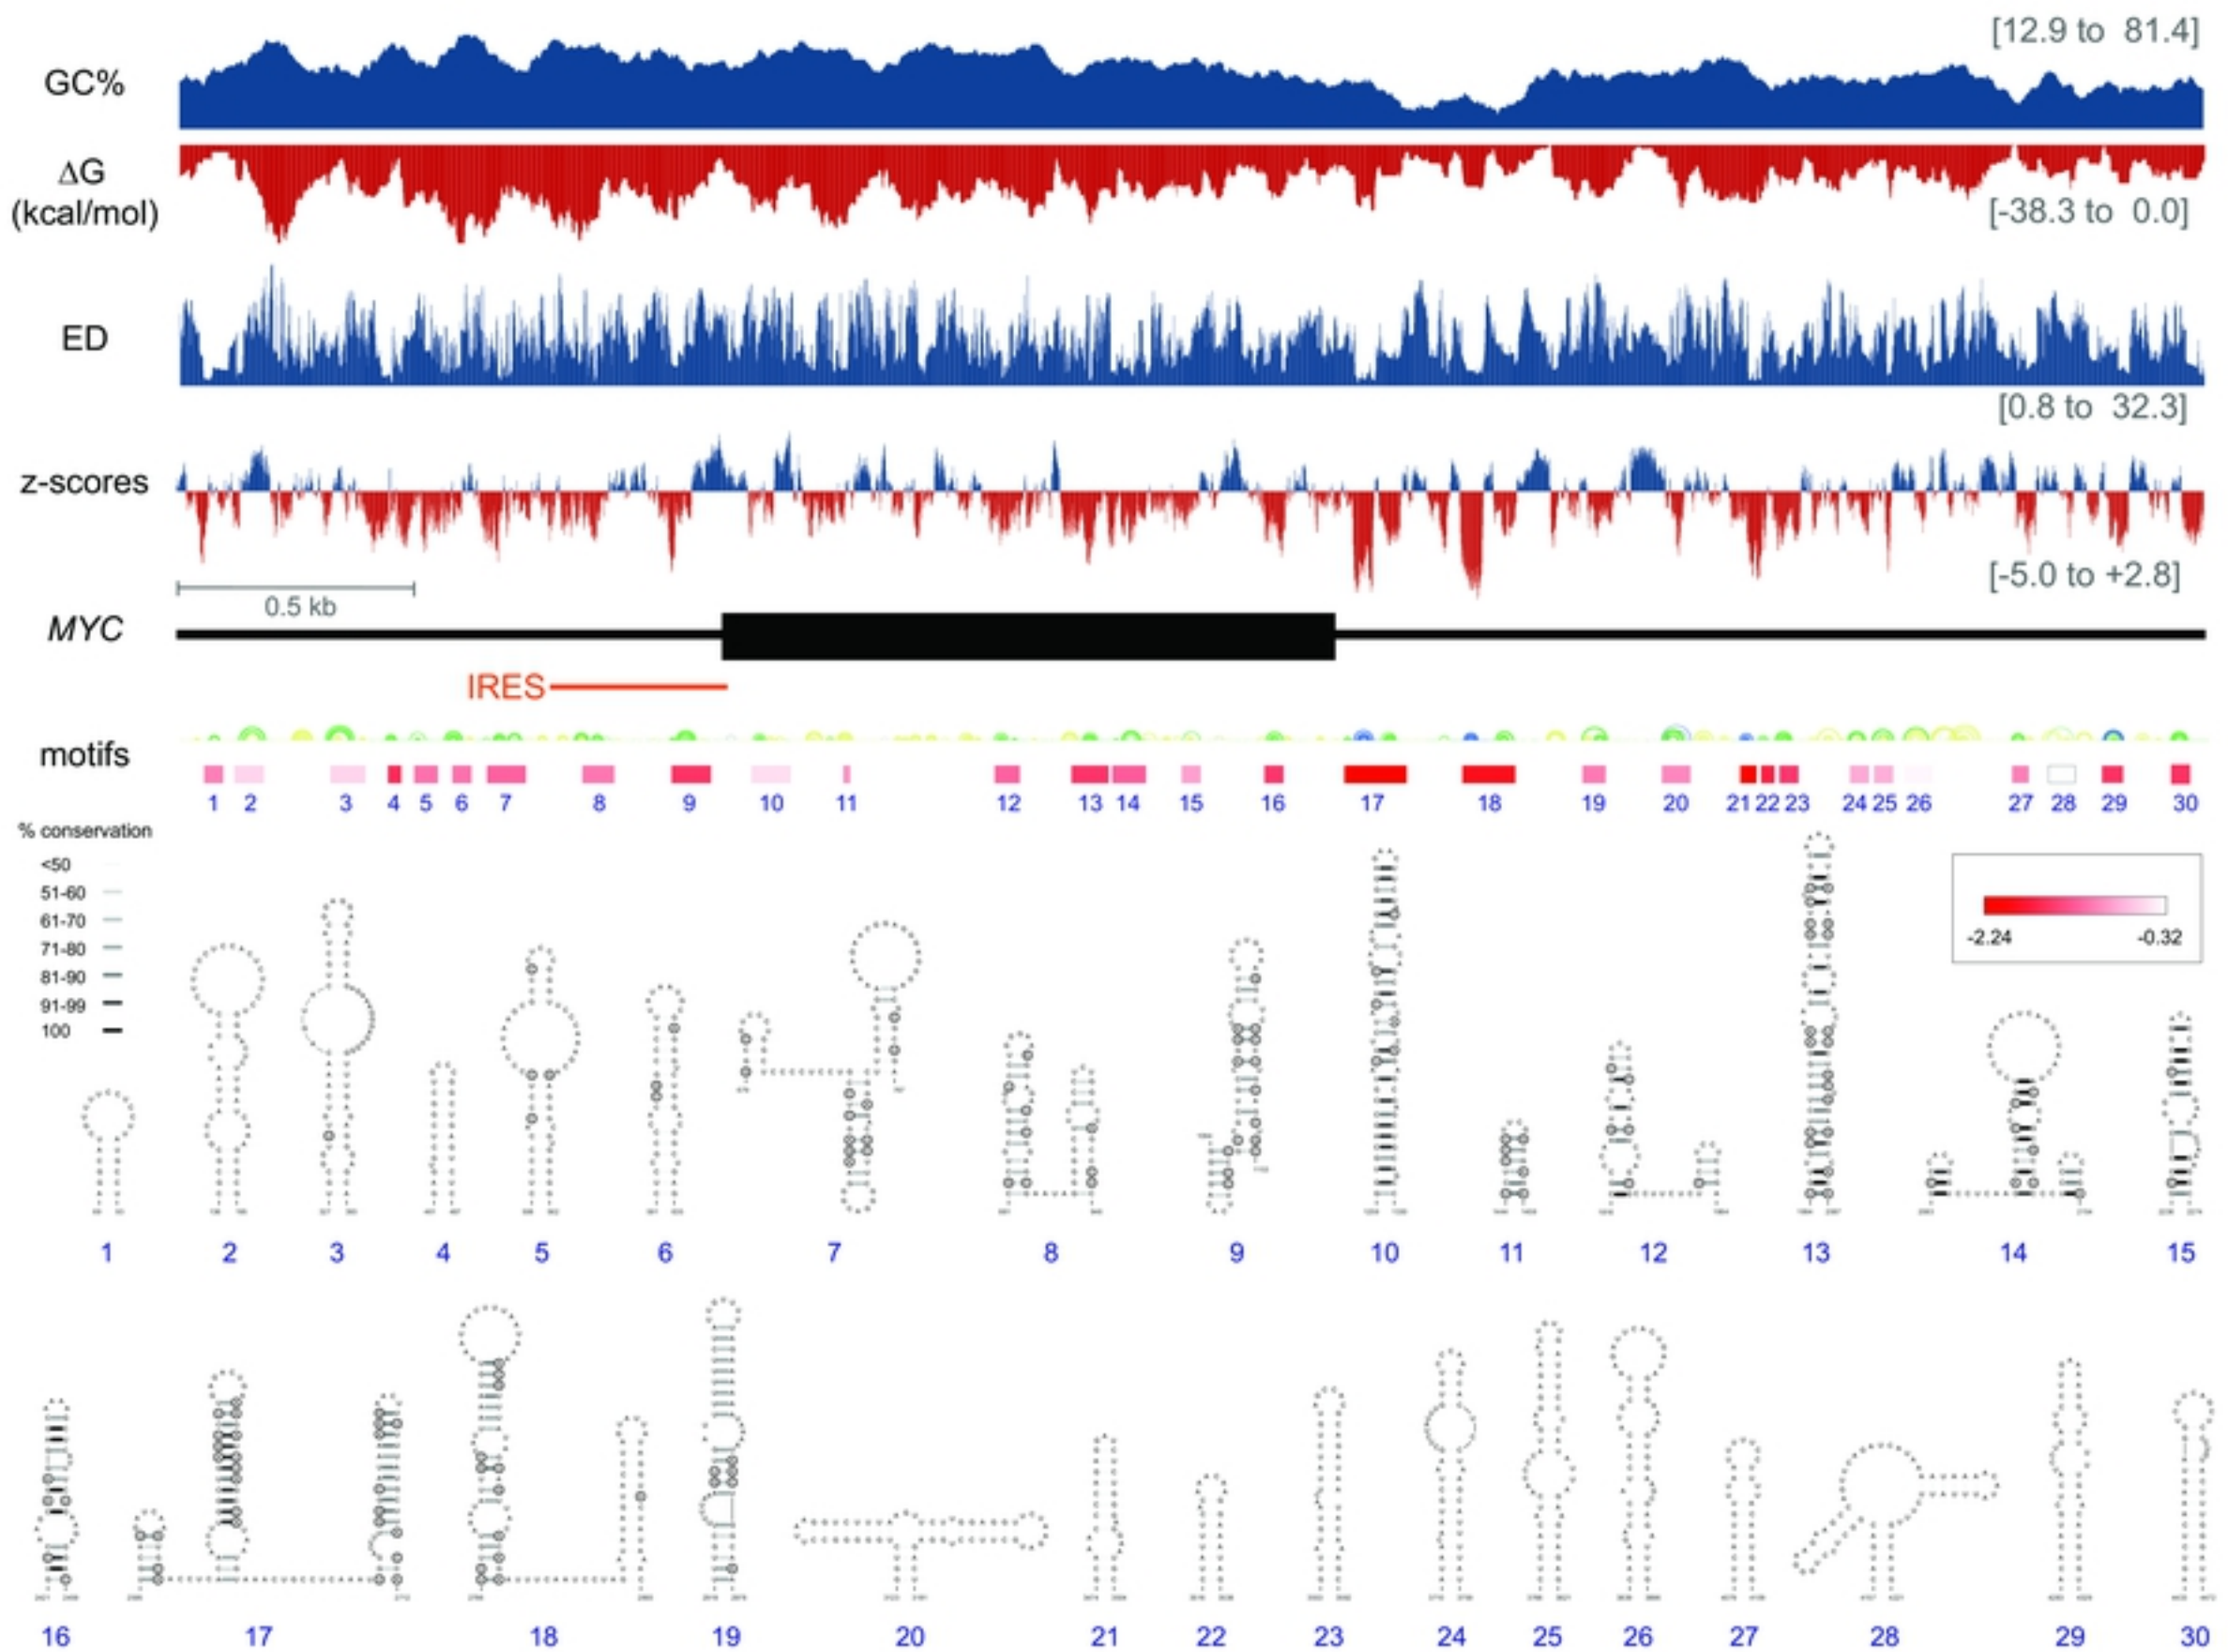 [12.9 to 81.4]
GC%
ΔG
(kcal/mol)
[-38.3 to 0.0]
ED
[0.8 to 32.3]
z-scores
[-5.0 to +2.8]
0.5 kb
MYC
IRES
motifs
1 2 3 4 5 6 7 8 9 10 11 12 13 14 15 16 17 18 19 20 21 22 23 24 25 26 27 28 29 30
% conservation
<50
51-60
61-70
71-80
81-90
91-99
100
-2.24 -0.32
1 2 3 4 5 6 7 8 9 10 11 12 13 14 15
16 17 18 19 20 21 22 23 24 25 26 27 28 29 30